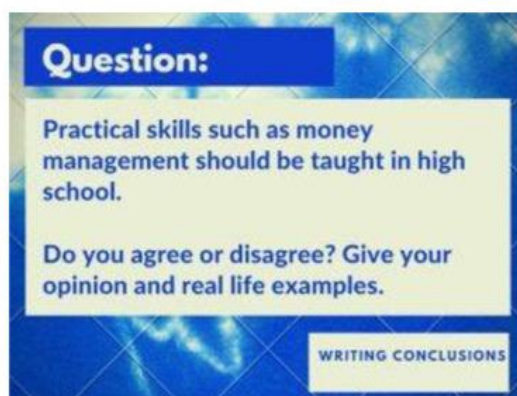 Question:
Practical skills such as money
management should be taught in high
school.
Do you agree or disagree? Give your
opinion and real life examples.
WRITING CONCLUSIONS